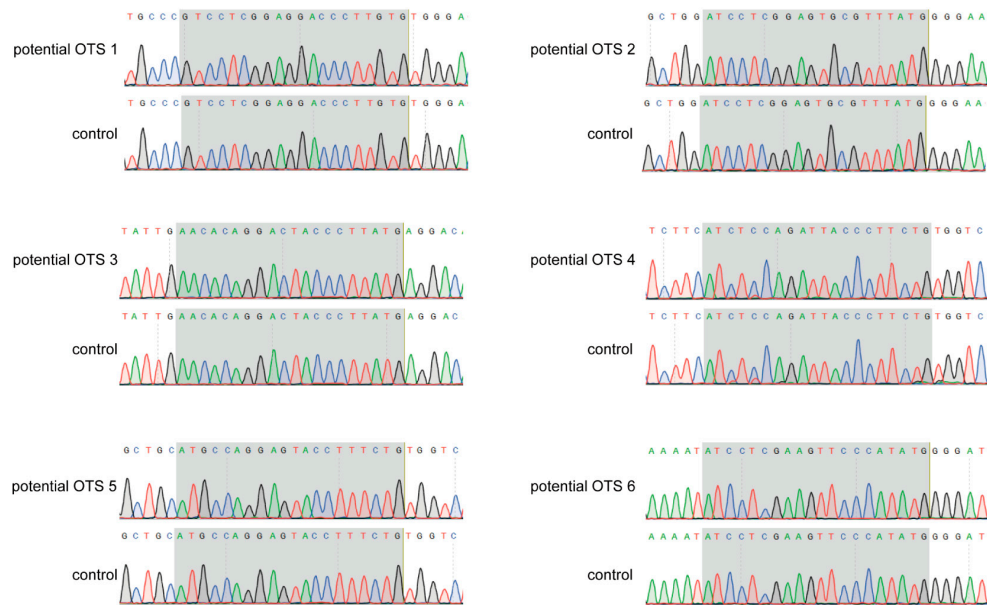 TGCCCGTCCTCGGAGGACCCTTGTGTGGGA
potential OTS 1
TGCCCGTCCTCGGAGGACCCTTGTGTGGGA
control
GCTGGATCCTCGGAGTGCGTTTATGGGGAA
potential OTS 2
GCTGGATCCTCGGAGTGCGTTTATGGGGAA
control
TATTGAACACAGGACTACCCTTATGAGGAC
potential OTS 3
TATTGAACACAGGACTACCCTTATGAGGAC
control
TCTTCATCTCCAGATTACCCTTCTGTGGTC
potential OTS 4
TCTTCATCTCCAGATTACCCTTCTGTGGTC
control
GCTGCATGCCAGGAGTACCTTTCTGTGGTC
potential OTS 5
GCTGCATGCCAGGAGTACCTTTCTGTGGTC
control
AAAATATCCTCGAAGTTCCCATATGGGGAT
potential OTS 6
AAAATATCCTCGAAGTTCCCATATGGGGAT
control